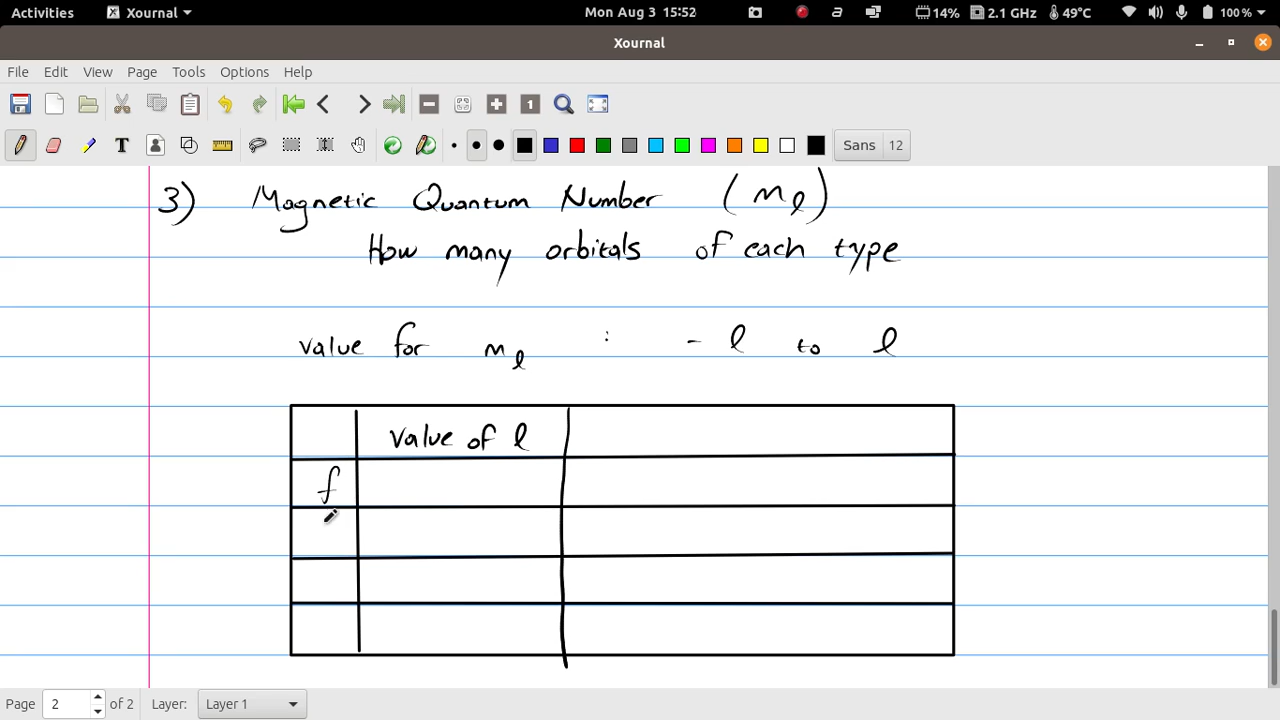 Activities Xournal Mon Aug 3 15:52 a 14% 2.1 GHz 49°C 100 %
Xournal
File Edit View Page Tools Options Help
1
T Sans 12
3) Magnetic Quantum Number (mℓ)
How many orbitals of each type
value for mℓ : - ℓ to ℓ
Value of ℓ
f
Page 2 of 2 Layer: Layer 1